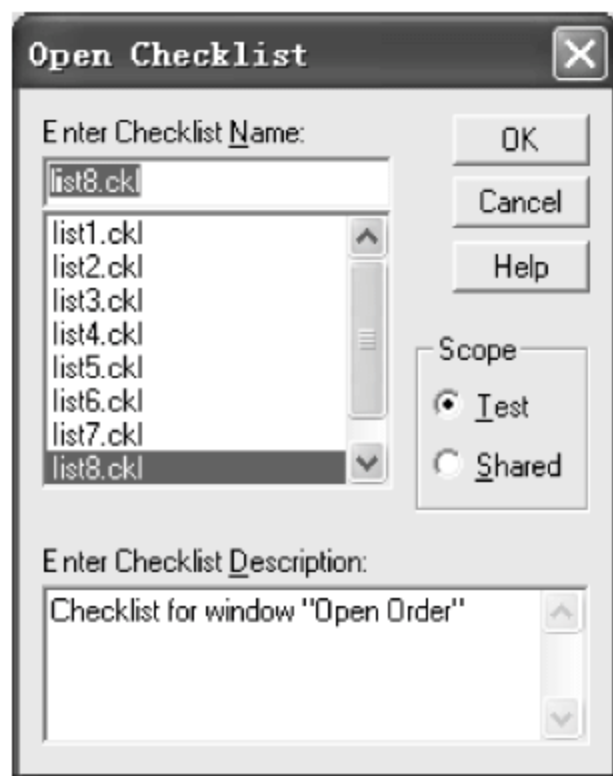 Open Checklist
Enter Checklist Name:
list8.ckl
list1.ckl
list2.ckl
list3.ckl
list4.ckl
list5.ckl
list6.ckl
list7.ckl
list8.ckl
OK
Cancel
Help
Scope
Test
Shared
Enter Checklist Description:
Checklist for window "Open Order"